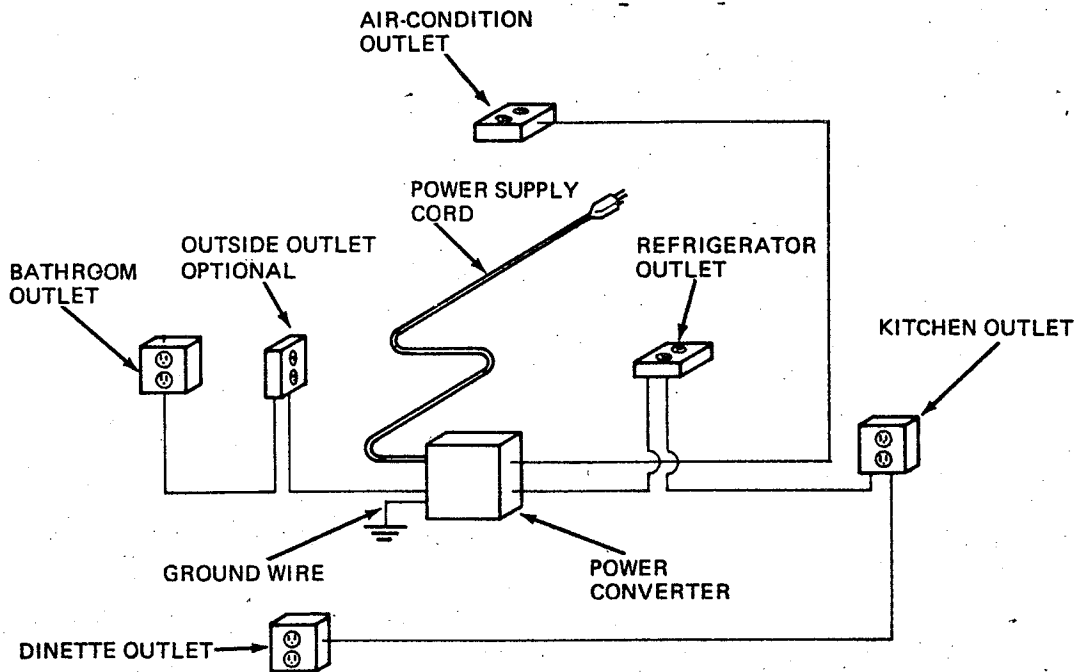 AIR-CONDITION
OUTLET
POWER SUPPLY
CORD
OUTSIDE OUTLET
OPTIONAL
REFRIGERATOR
OUTLET
BATHROOM
OUTLET
KITCHEN OUTLET
GROUND WIRE
POWER
CONVERTER
DINETTE OUTLET